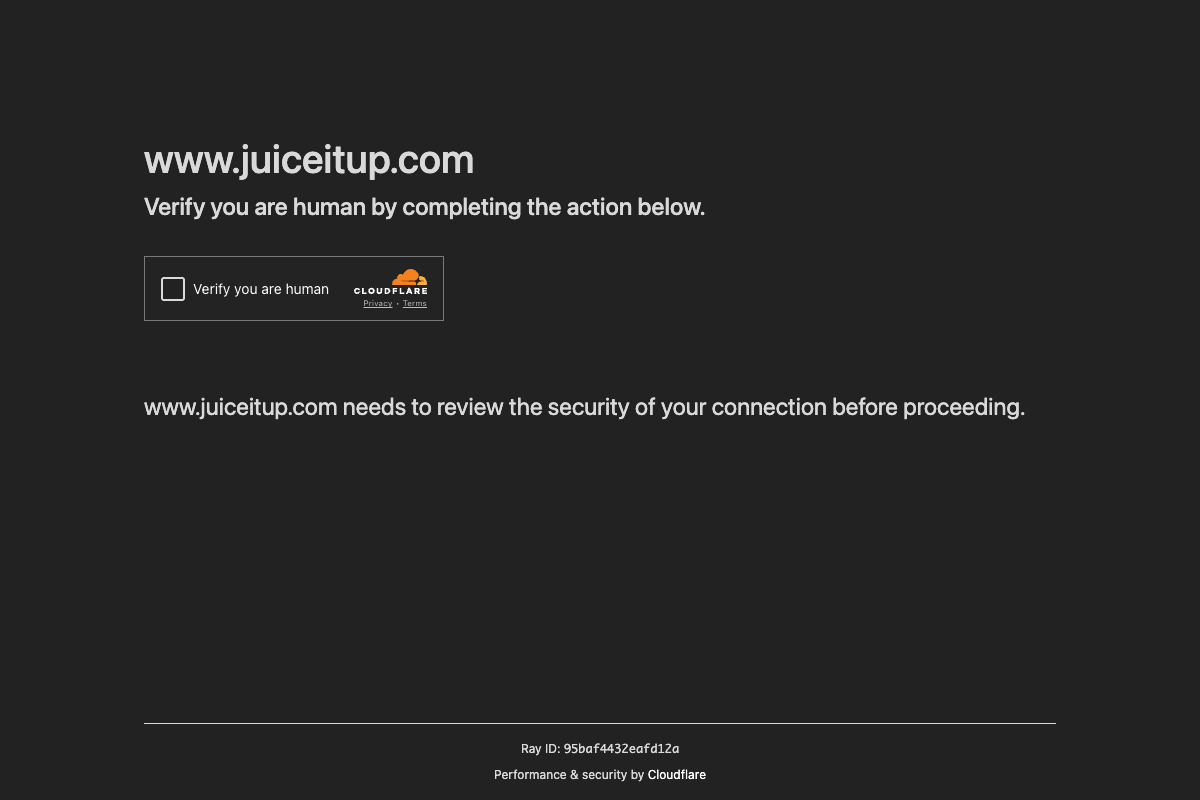 www.juiceitup.com
Verify you are human by completing the action below.
Verify you are human
CLOUDFLARE
Privacy • Terms
www.juiceitup.com needs to review the security of your connection before proceeding.
Ray ID: 95baf4432eafd12a
Performance & security by Cloudflare